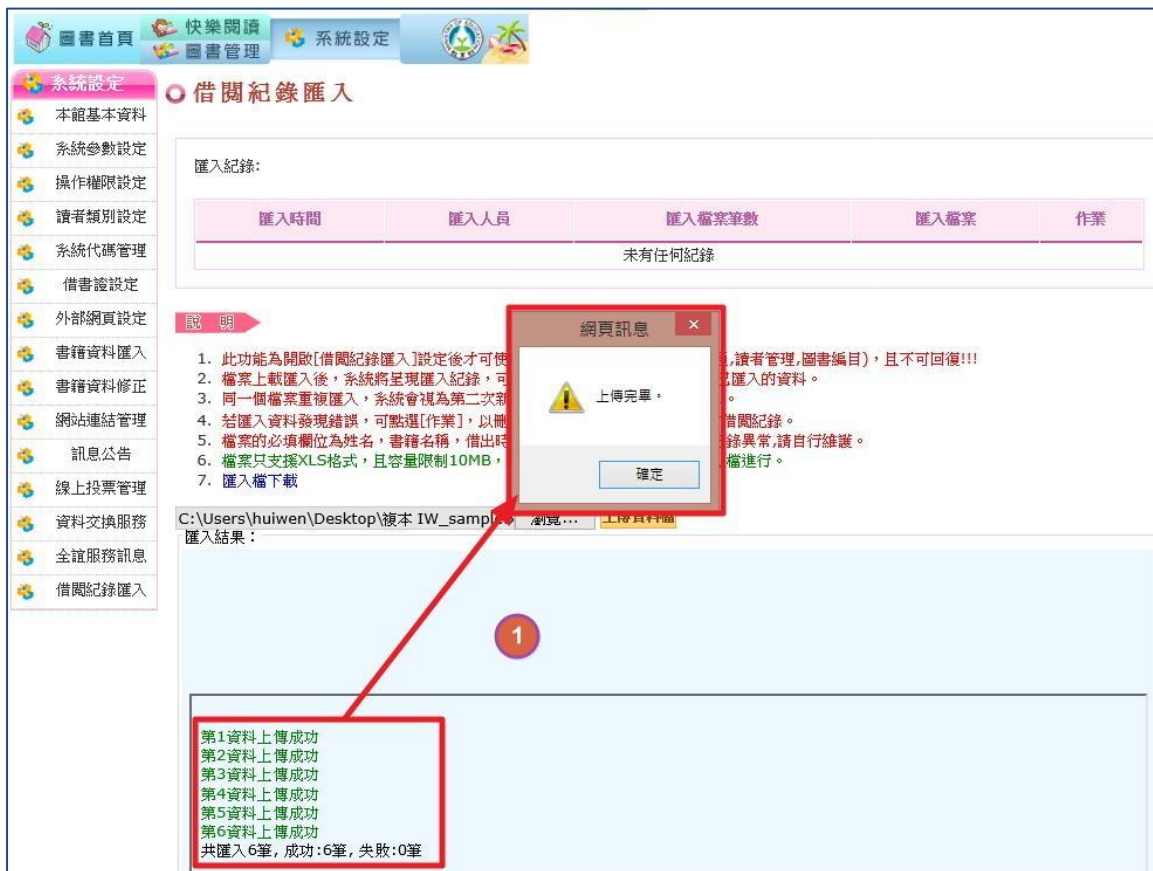 圖書首頁
快樂閱讀
圖書管理
系統設定
系統設定
本館基本資料
系統參數設定
操作權限設定
讀者類別設定
系統代碼管理
借書證設定
外部網頁設定
書籍資料匯入
書籍資料修正
網站連結管理
訊息公告
線上投票管理
資料交換服務
全誼服務訊息
借閱紀錄匯入
借閱紀錄匯入
匯入紀錄:
匯入時間 匯入人員 匯入檔案筆數 匯入檔案 作業
未有任何紀錄
說 明
1. 此功能為開啟[借閱紀錄匯入]設定後才可使 ,讀者管理,圖書編目)，且不可回復!!!
2. 檔案上載匯入後，系統將呈現匯入紀錄，可 已匯入的資料。
3. 同一個檔案重複匯入，系統會視為第二次新 。
4. 若匯入資料發現錯誤，可點選[作業]，以刪 借閱紀錄。
5. 檔案的必填欄位為姓名，書籍名稱，借出時 錄異常,請自行維護。
6. 檔案只支援XLS格式，且容量限制10MB， 檔進行。
7. 匯入檔下載
網頁訊息
×
上傳完畢。
確定
C:\Users\huiwen\Desktop\複本 IW_sample 瀏覽... 上傳資料檔
匯入結果：
1
第1資料上傳成功
第2資料上傳成功
第3資料上傳成功
第4資料上傳成功
第5資料上傳成功
第6資料上傳成功
共匯入6筆, 成功:6筆, 失敗:0筆